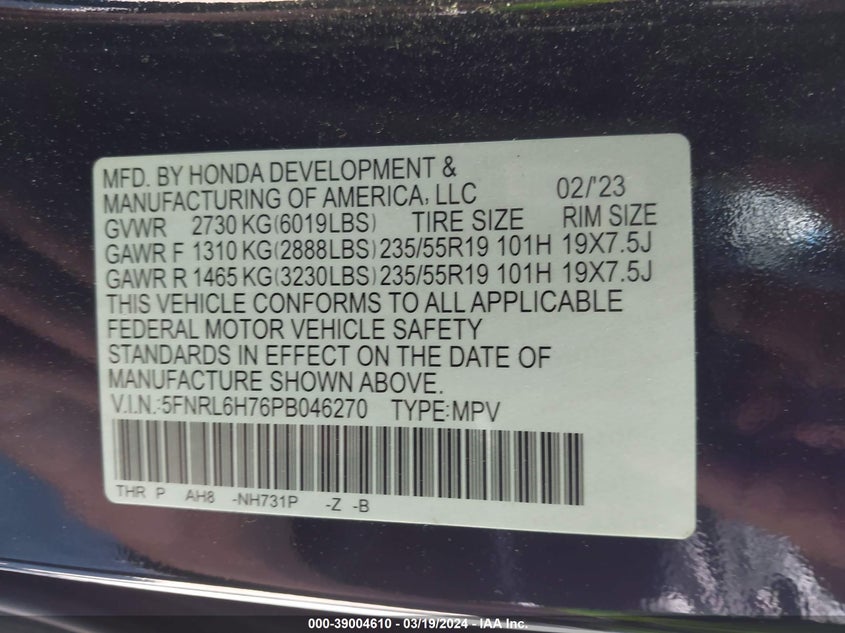 MFD. BY HONDA DEVELOPMENT &
MANUFACTURING OF AMERICA, LLC 02/'23
GVWR 2730 KG(6019LBS) TIRE SIZE RIM SIZE
GAWR F 1310 KG(2888LBS) 235/55R19 101H 19X7.5J
GAWR R 1465 KG(3230LBS) 235/55R19 101H 19X7.5J
THIS VEHICLE CONFORMS TO ALL APPLICABLE
FEDERAL MOTOR VEHICLE SAFETY
STANDARDS IN EFFECT ON THE DATE OF
MANUFACTURE SHOWN ABOVE.
V.I.N.:5FNRL6H76PB046270 TYPE:MPV
THR P AH8 -NH731P -Z -B
000-39004610 - 03/19/2024 - IAA Inc.